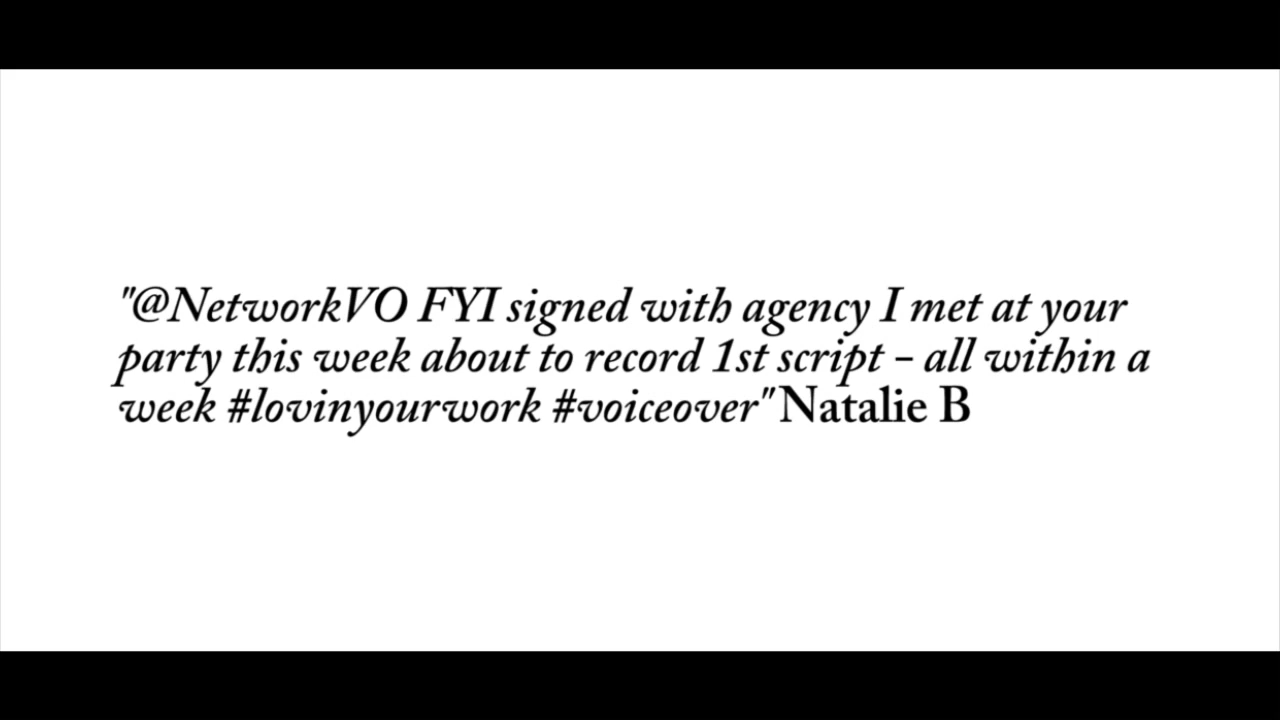 "@NetworkVO FYI signed with agency I met at your
party this week about to record 1st script - all within a
week #lovinyourwork #voiceover" Natalie B